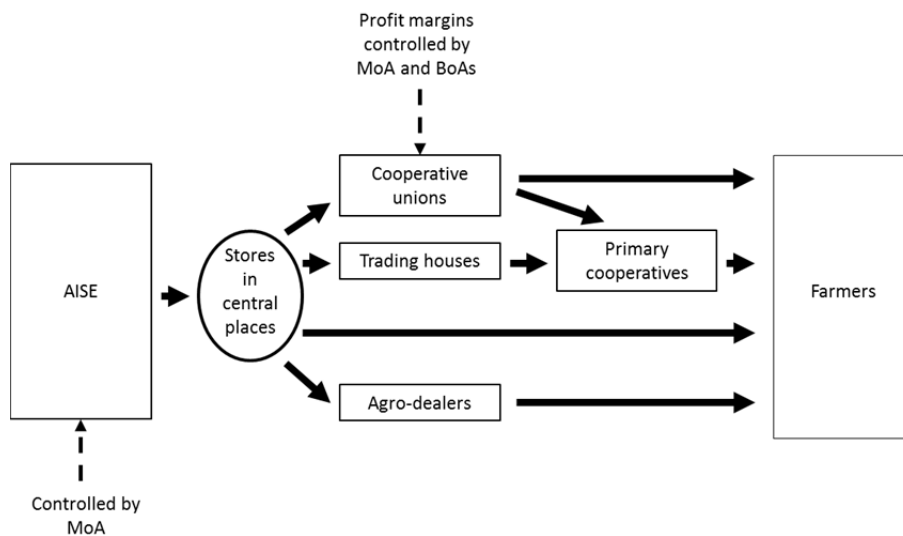 Profit margins
controlled by
MoA and BoAs
Cooperative
unions
Stores
in
central
places
Trading houses
Primary
cooperatives
AISE
Farmers
Agro-dealers
Controlled by
MoA